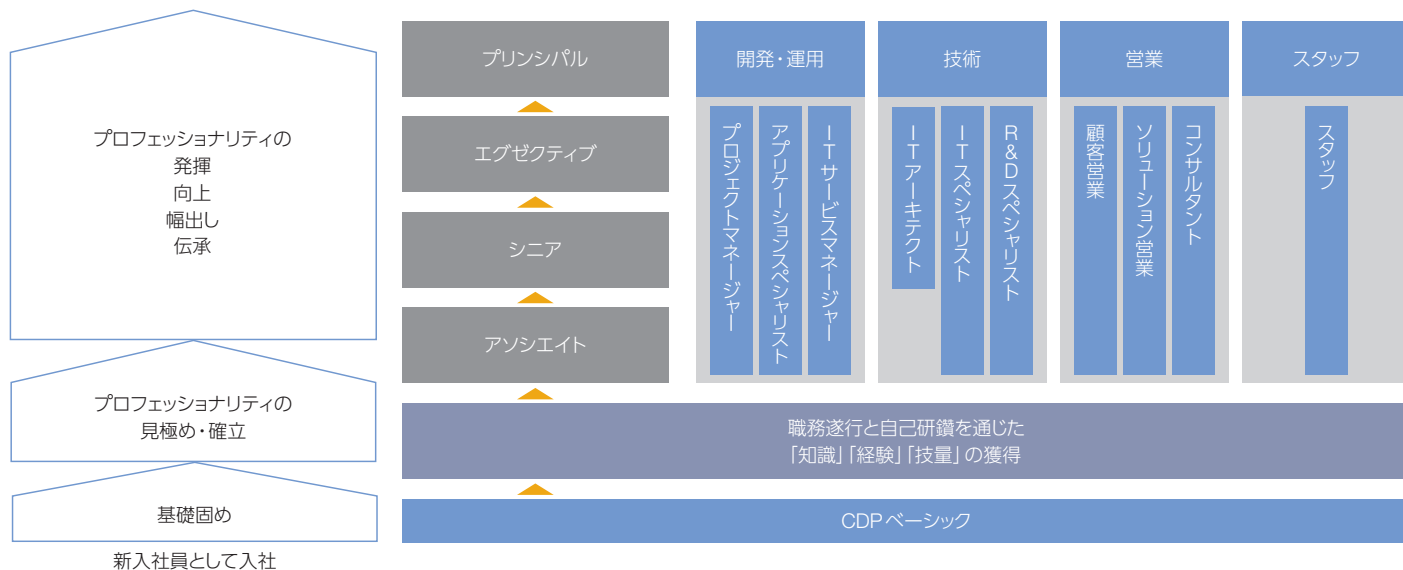 プロフェッショナリティの
発揮
向上
幅出し
伝承
プロフェッショナリティの
見極め・確立
基礎固め
新入社員として入社
プリンシパル
エグゼクティブ
シニア
アソシエイト
開発・運用
プロジェクトマネージャー
アプリケーションスペシャリスト
ITサービスマネージャー
技術
ITアーキテクト
ITスペシャリスト
R&Dスペシャリスト
営業
顧客営業
ソリューション営業
コンサルタント
スタッフ
スタッフ
職務遂行と自己研鑽を通じた
「知識」「経験」「技量」の獲得
CDPベーシック